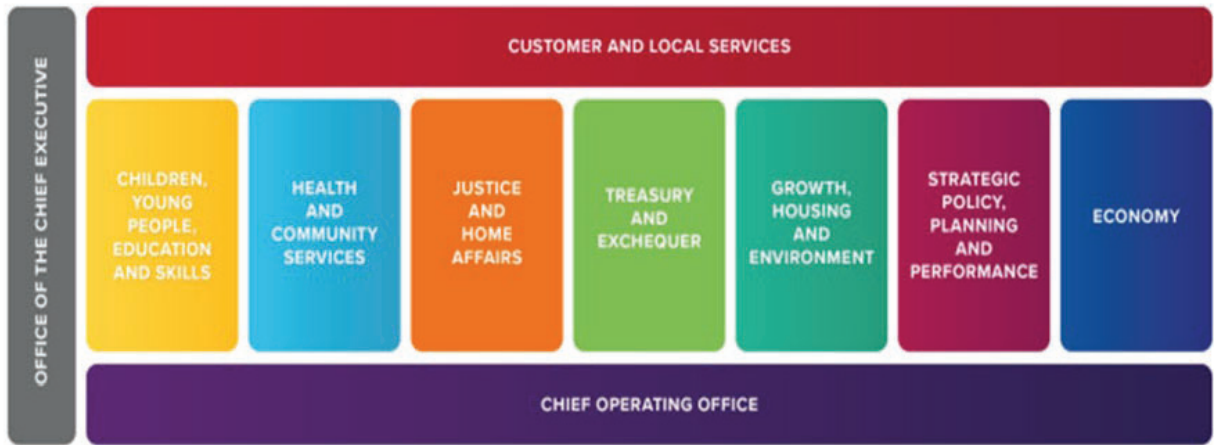 OFFICE OF THE CHIEF EXECUTIVE
CUSTOMER AND LOCAL SERVICES
CHILDREN,
YOUNG
PEOPLE,
EDUCATION
AND SKILLS
HEALTH
AND
COMMUNITY
SERVICES
JUSTICE
AND
HOME
AFFAIRS
TREASURY
AND
EXCHEQUER
GROWTH,
HOUSING
AND
ENVIRONMENT
STRATEGIC
POLICY,
PLANNING
AND
PERFORMANCE
ECONOMY
CHIEF OPERATING OFFICE